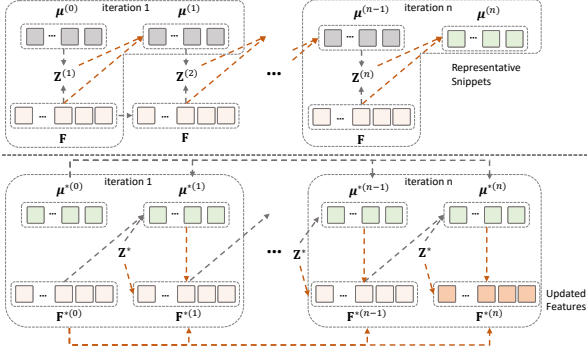 iteration 1
iteration n
𝝁⁽⁰⁾ 𝝁⁽¹⁾ 𝝁⁽ⁿ⁻¹⁾ 𝝁⁽ⁿ⁾
... ... ... ...
Representative
Snippets
𝐙⁽¹⁾ 𝐙⁽²⁾ ... 𝐙⁽ⁿ⁾
... ... ...
𝐅 𝐅 𝐅
iteration 1
iteration n
𝝁*⁽⁰⁾ 𝝁*⁽¹⁾ 𝝁*⁽ⁿ⁻¹⁾ 𝝁*⁽ⁿ⁾
... ... ... ...
𝐙* ... 𝐙* 𝐙*
... ... ... ...
Updated
Features
𝐅*⁽⁰⁾ 𝐅*⁽¹⁾ 𝐅*⁽ⁿ⁻¹⁾ 𝐅*⁽ⁿ⁾